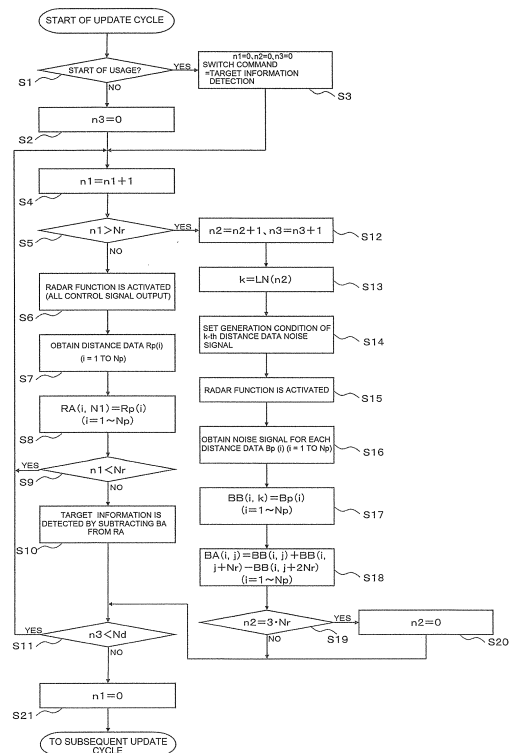 START OF UPDATE CYCLE
START OF USAGE?
YES
S1
NO
n1=0,n2=0,n3=0
SWITCH COMMAND
=TARGET INFORMATION
DETECTION
S3
n3=0
S2
n1=n1+1
S4
n1>Nr
YES
S5
NO
RADAR FUNCTION IS ACTIVATED
(ALL CONTROL SIGNAL OUTPUT)
S6
OBTAIN DISTANCE DATA Rp(i)
(i = 1 TO Np)
S7
RA(i, N1)=Rp(i)
(i=1~Np)
S8
YES
n1<Nr
S9
NO
TARGET INFORMATION IS
DETECTED BY SUBTRACTING BA
FROM RA
S10
YES
n3<Nd
S11
NO
n1=0
S21
TO SUBSEQUENT UPDATE
CYCLE
n2=n2+1、n3=n3+1
S12
k=LN(n2)
S13
SET GENERATION CONDITION OF
k-th DISTANCE DATA NOISE
SIGNAL
S14
RADAR FUNCTION IS ACTIVATED
S15
OBTAIN NOISE SIGNAL FOR EACH
DISTANCE DATA Bp (i) (i = 1 TO Np)
S16
BB(i, k)=Bp(i)
(i=1~Np)
S17
BA(i, j)=BB(i, j)+BB(i,
j+Nr)−BB(i, j+2Nr)
(i=1~Np)
S18
n2=3・Nr
YES
S19
NO
n2=0
S20